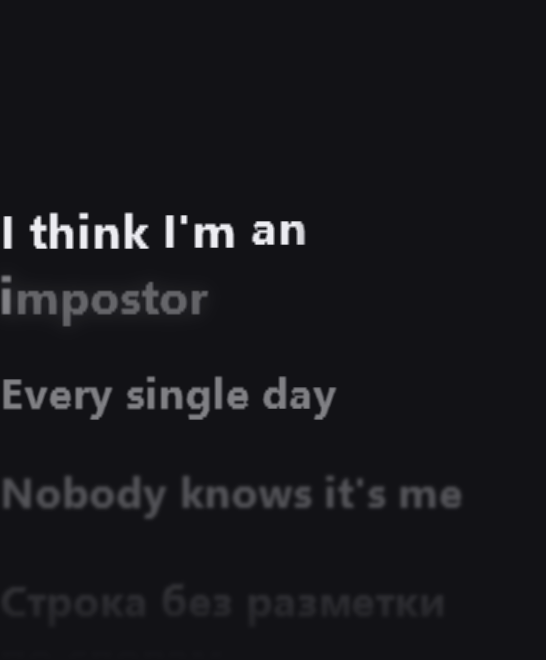 I think I'm an
impostor
Every single day
Nobody knows it's me
Строка без разметки